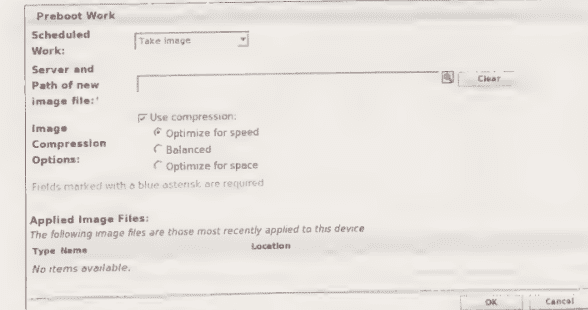 Preboot Work
Scheduled
Work:
Take image
Server and
Path of new
image file:*
Clear
Use compression:
Image
Compression
Options:
Optimize for speed
Balanced
Optimize for space
Fields marked with a blue asterisk are required
Applied Image Files:
The following image files are those most recently applied to this device
Type Name Location
No items available.
OK Cancel